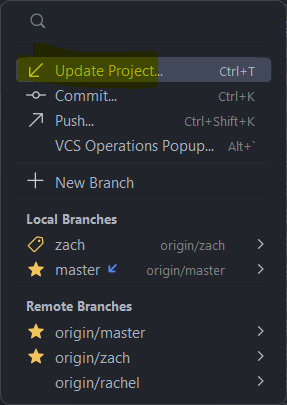 Update Project... Ctrl+T
Commit... Ctrl+K
Push... Ctrl+Shift+K
VCS Operations Popup... Alt+`
New Branch
Local Branches
zach origin/zach
master origin/master
Remote Branches
origin/master
origin/zach
origin/rachel